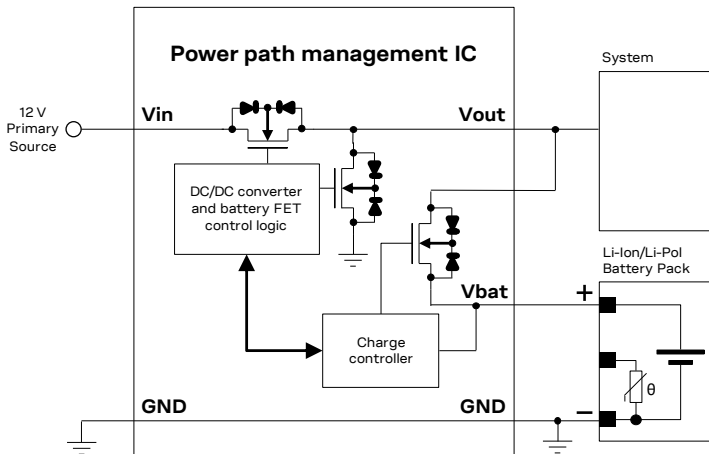 Power path management IC
System
12 V
Primary
Source
Vin
Vout
DC/DC converter
and battery FET
control logic
Li-Ion/Li-Pol
Battery Pack
Vbat
+
Charge
controller
θ
GND
GND
–